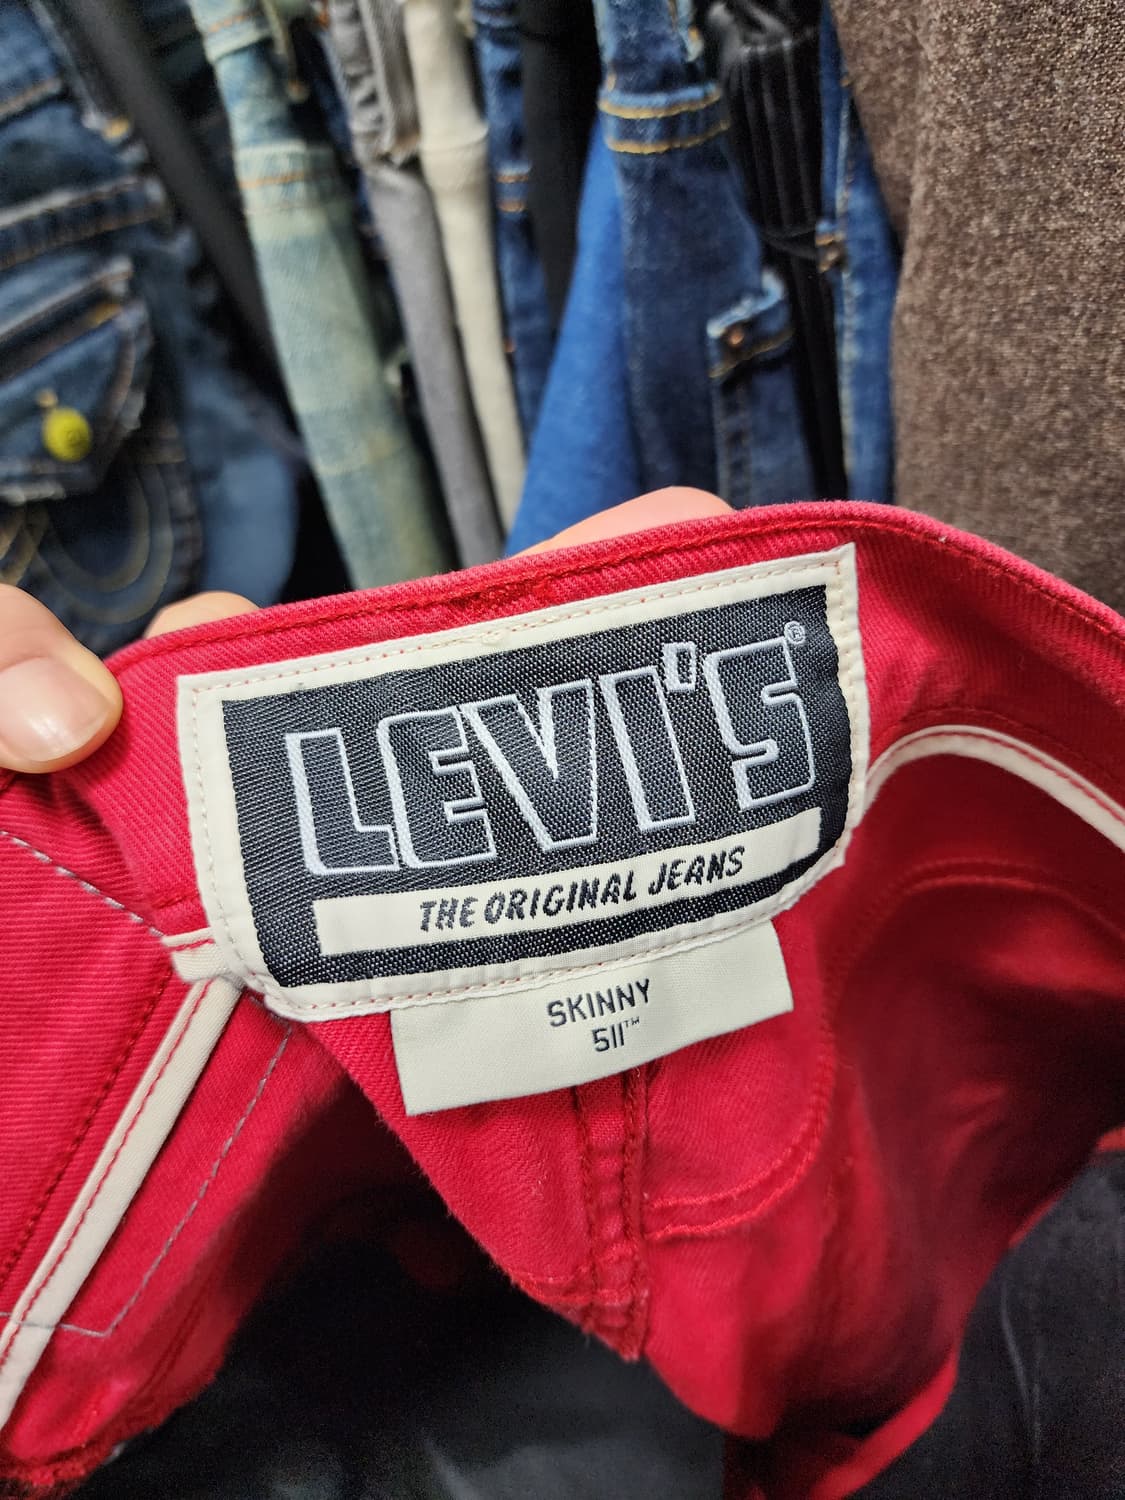 LEVI'S®
THE ORIGINAL JEANS
SKINNY
511™